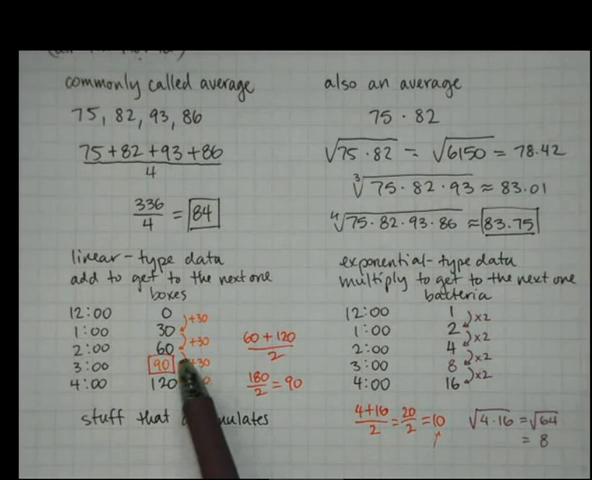 commonly called average
75, 82, 93, 86
75+82+93+86
4
336
4 = 84
linear-type data
add to get to the next one
boxes
12:00 0
+30
1:00 30
+30
2:00 60
+30
3:00 90
4:00 120
60+120
2
180
2 = 90
stuff that
also an average
75 · 82
√75·82 = √6150 = 78.42
∛75·82·93 ≈ 83.01
∜75·82·93·86 ≈ 83.75
exponential-type data
multiply to get to the next one
bacteria
12:00 1
×2
1:00 2
×2
2:00 4
×2
3:00 8
×2
4:00 16
4+16
2 = 20
2 = 10
√4·16 = √64
= 8